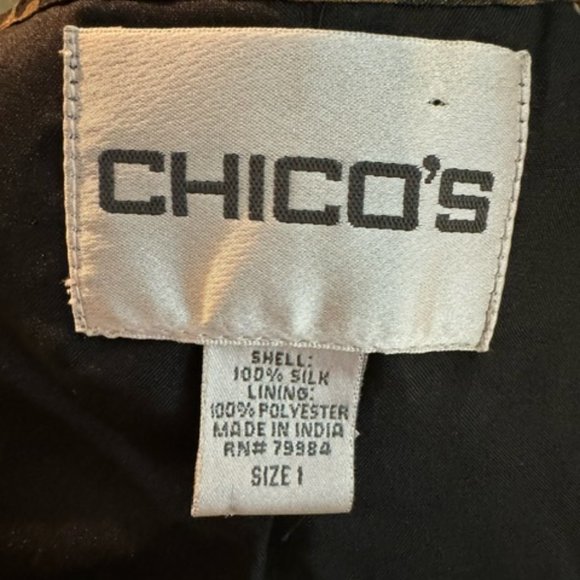 CHICO'S
SHELL:
100% SILK
LINING:
100% POLYESTER
MADE IN INDIA
RN# 79984
SIZE 1